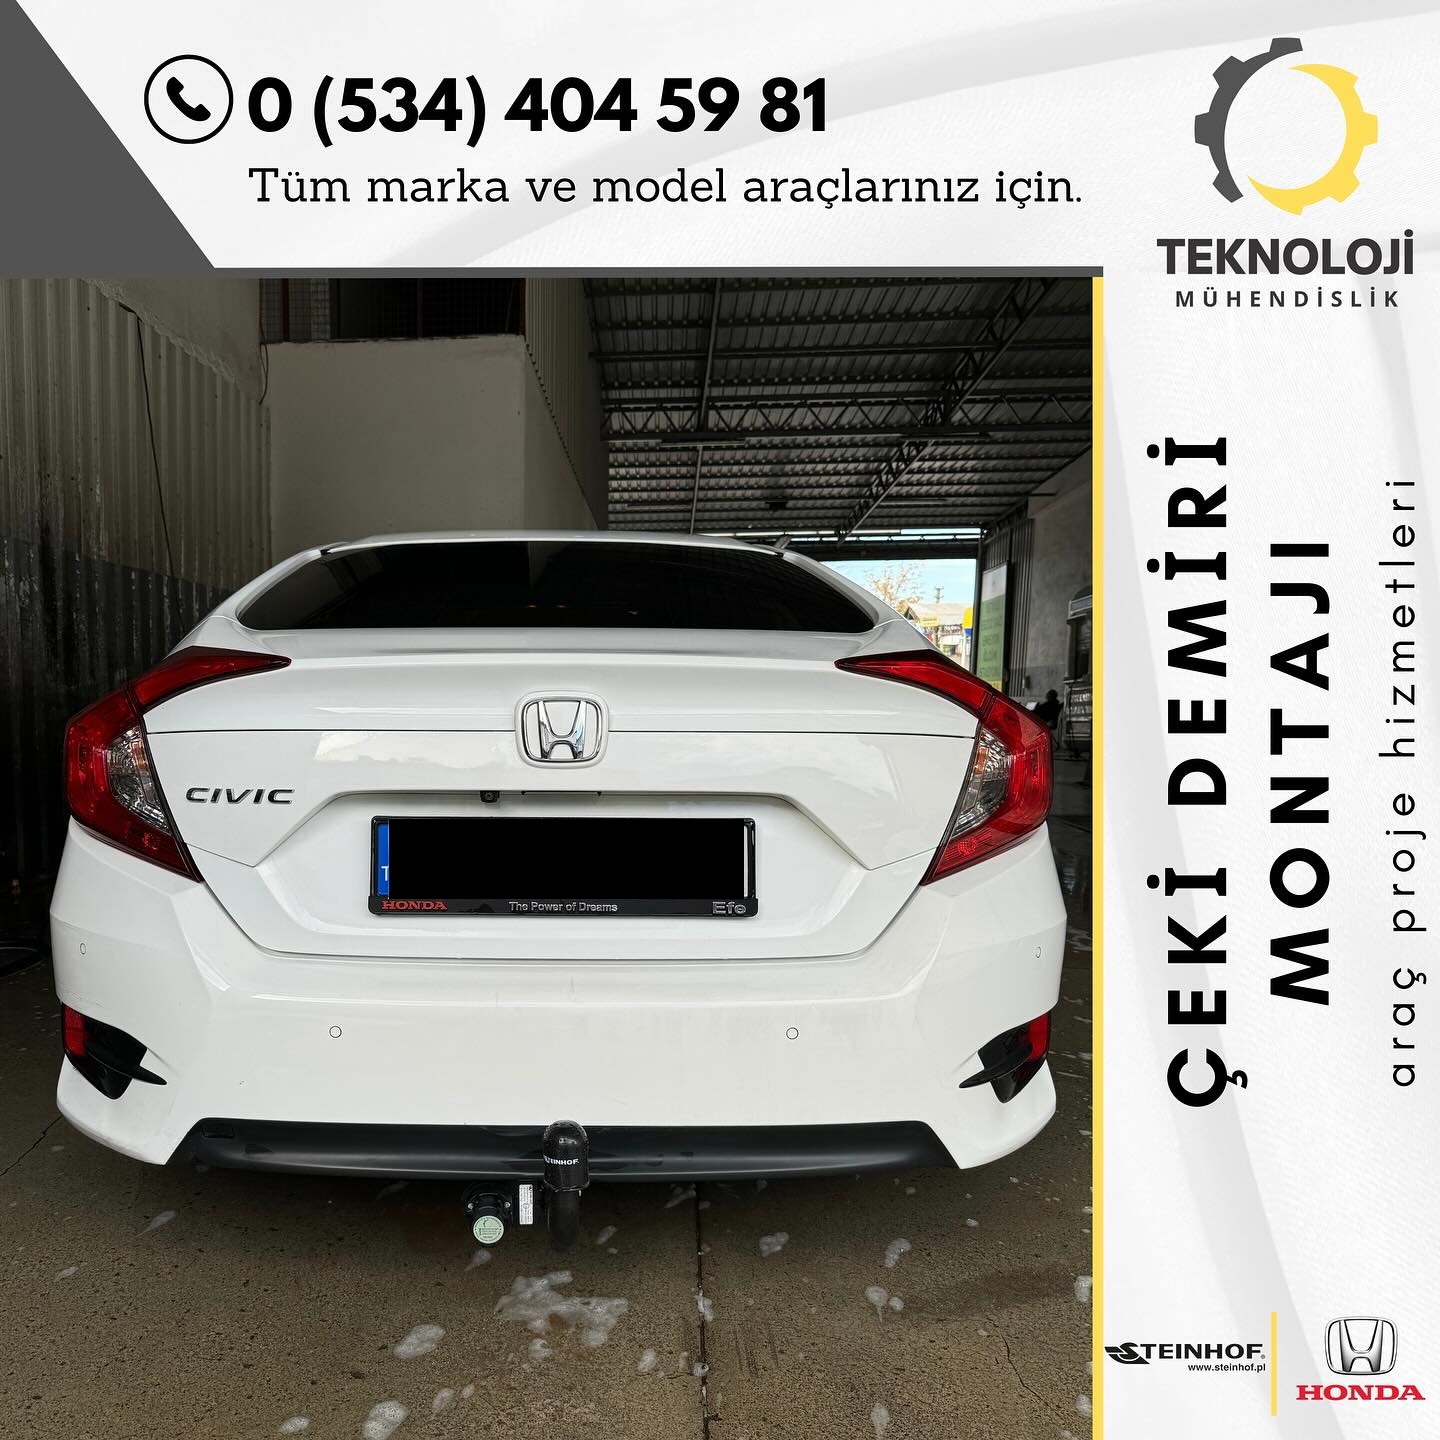 0 (534) 404 59 81
Tüm marka ve model araçlarınız için.
TEKNOLOJİ
MÜHENDİSLİK
ÇEKİ DEMİRİ
MONTAJI
araç proje hizmetleri
CIVIC
HONDA The Power of Dreams Efe
STEINHOF
STEINHOF®
www.steinhof.pl
HONDA